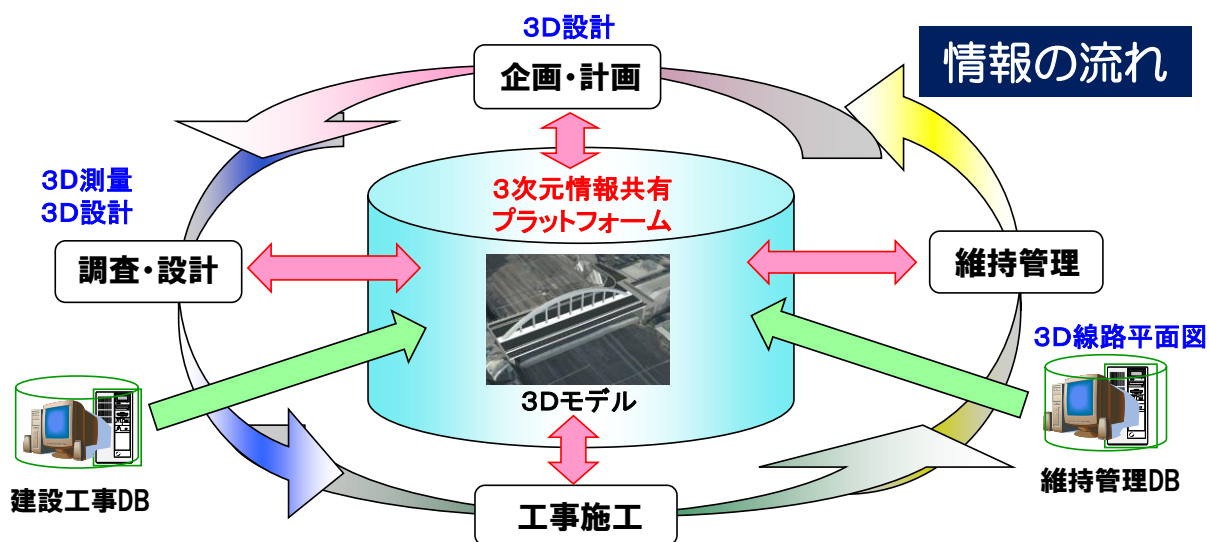 3D設計
企画・計画
情報の流れ
3D測量
3D設計
3次元情報共有
プラットフォーム
調査・設計
維持管理
3D線路平面図
3Dモデル
建設工事DB
維持管理DB
工事施工